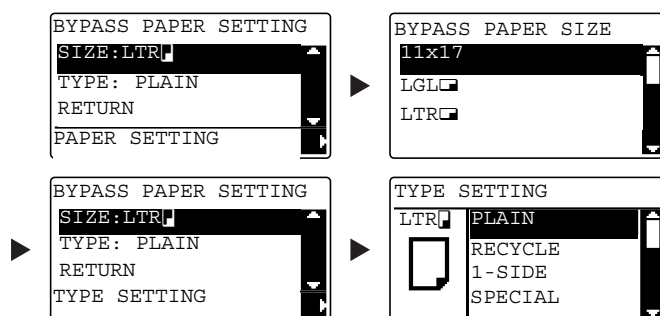 BYPASS PAPER SETTING
SIZE:LTR
TYPE: PLAIN
RETURN
PAPER SETTING
BYPASS PAPER SIZE
11x17
LGL
LTR
BYPASS PAPER SETTING
SIZE:LTR
TYPE: PLAIN
RETURN
TYPE SETTING
TYPE SETTING
LTR
PLAIN
RECYCLE
1-SIDE
SPECIAL